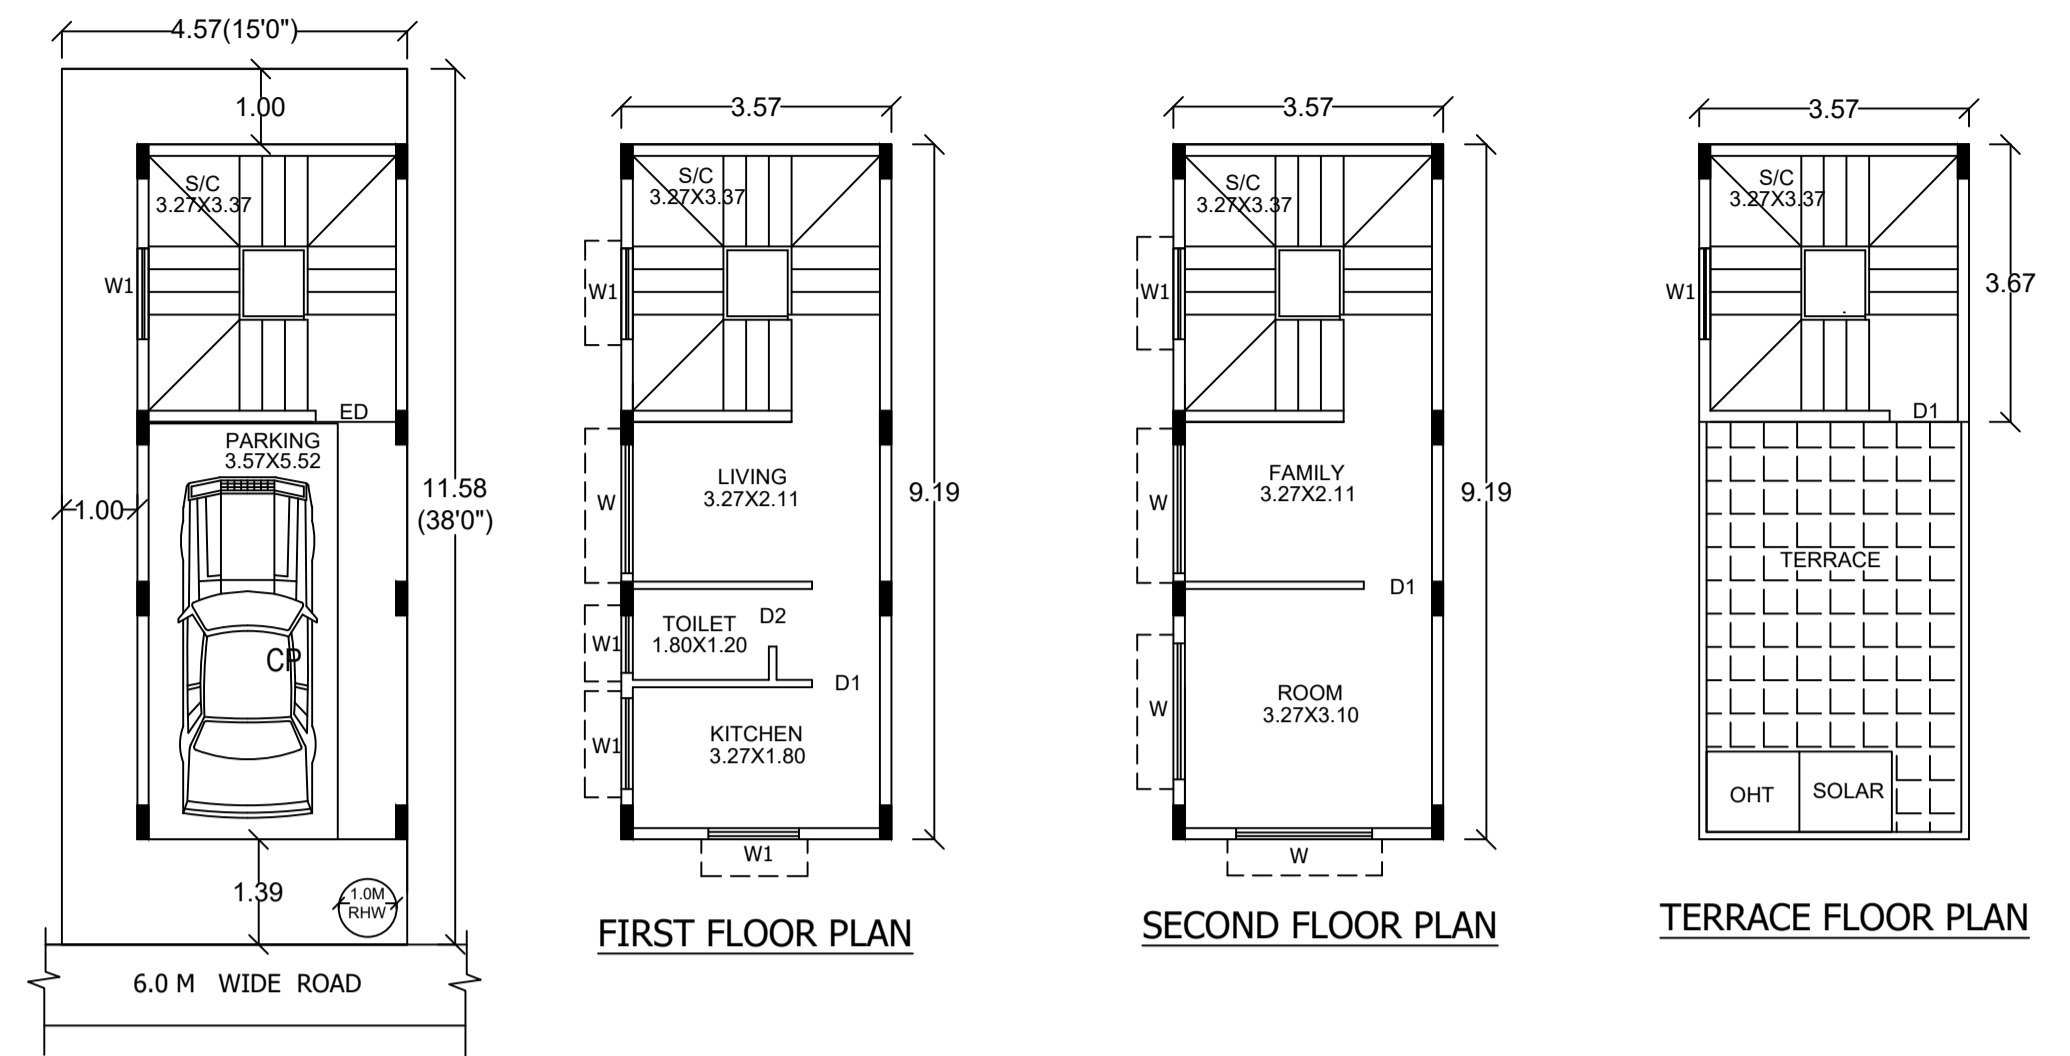 4.57(15'0")
1.00
S/C
3.27X3.37
W1
ED
PARKING
3.57X5.52
1.00
11.58
(38'0")
CP
1.39
1.0M
RHW
6.0 M WIDE ROAD
3.57
S/C
3.27X3.37
W1
LIVING
3.27X2.11
W
9.19
TOILET
1.80X1.20
D2
W1
D1
KITCHEN
3.27X1.80
W1
W1
FIRST FLOOR PLAN
3.57
S/C
3.27X3.37
W1
FAMILY
3.27X2.11
W
9.19
D1
ROOM
3.27X3.10
W
W
SECOND FLOOR PLAN
3.57
S/C
3.27X3.37
W1
3.67
D1
TERRACE
OHT
SOLAR
TERRACE FLOOR PLAN